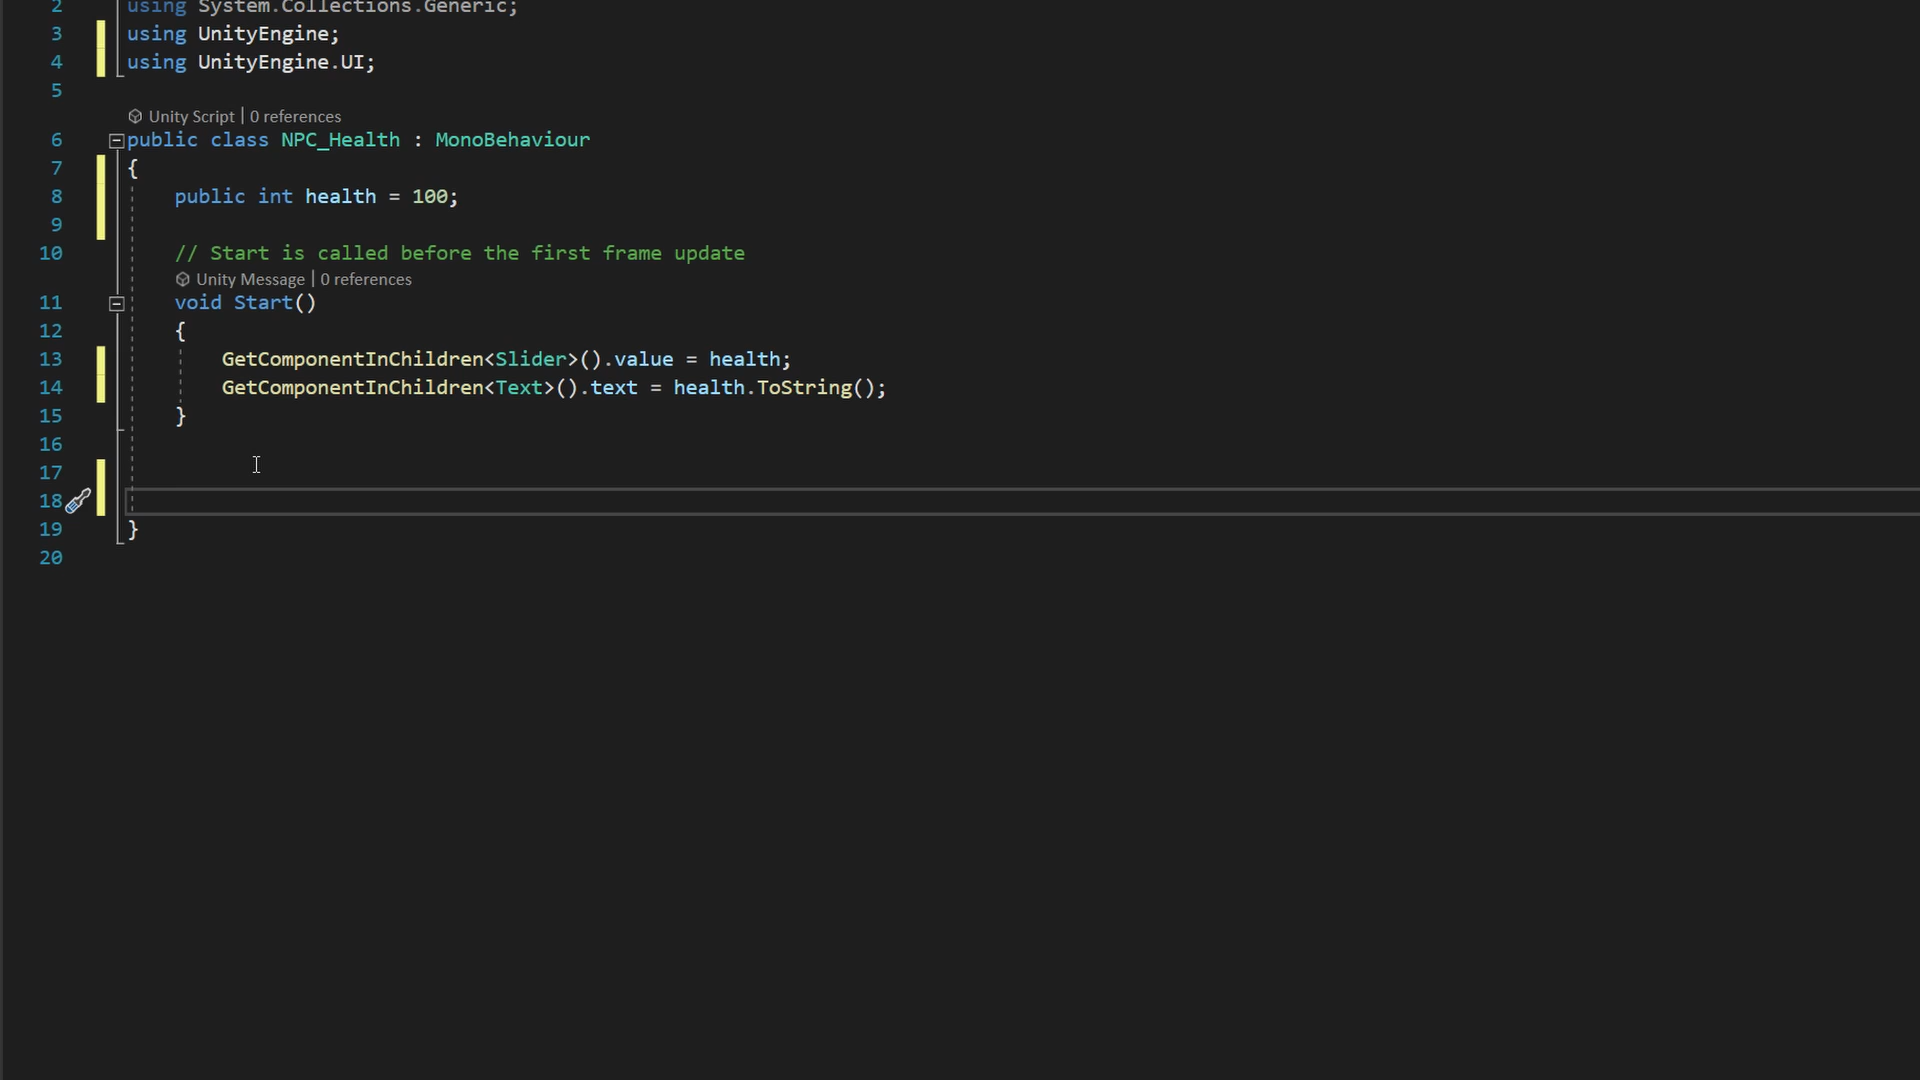 2 using System.Collections.Generic;
3 using UnityEngine;
4 using UnityEngine.UI;
5
Unity Script | 0 references
6 public class NPC_Health : MonoBehaviour
7 {
8 public int health = 100;
9
10 // Start is called before the first frame update
Unity Message | 0 references
11 void Start()
12 {
13 GetComponentInChildren<Slider>().value = health;
14 GetComponentInChildren<Text>().text = health.ToString();
15 }
16
17
18
19 }
20